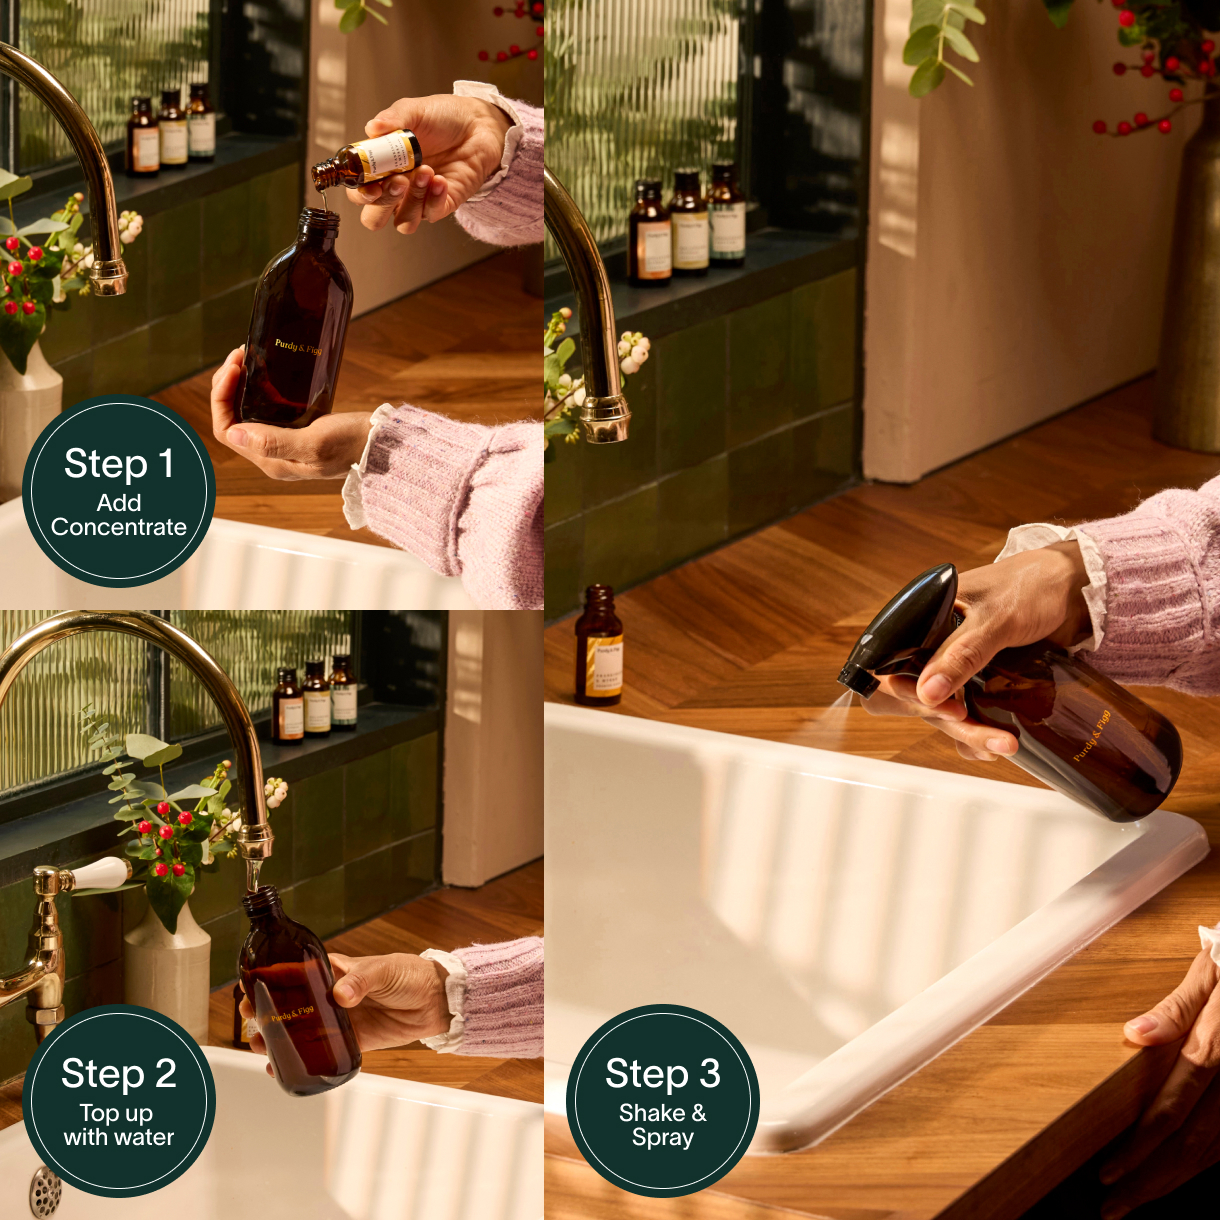 Purdy & Figg
Step 1
Add
Concentrate
Purdy & Figg
Step 2
Top up
with water
Purdy & Figg
Step 3
Shake &
Spray